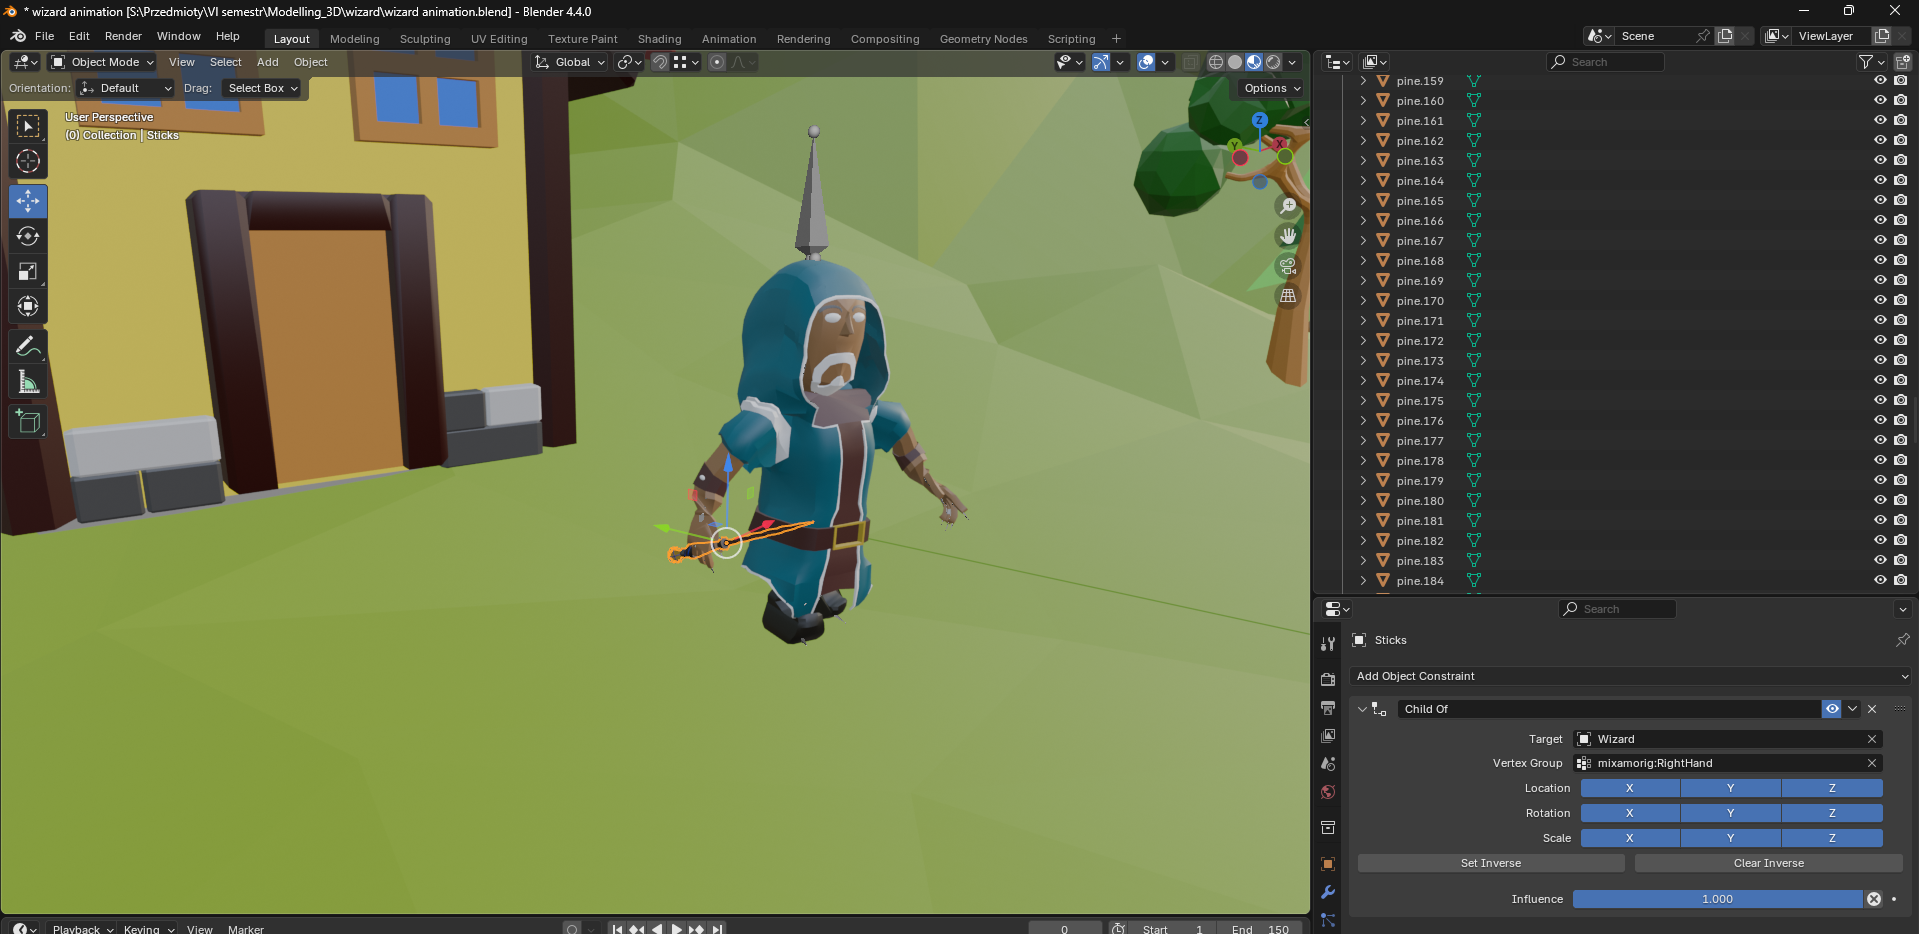 * wizard animation [S:\Przedmioty\VI semestr\Modelling_3D\wizard\wizard animation.blend] - Blender 4.4.0
File Edit Render Window Help Layout Modeling Sculpting UV Editing Texture Paint Shading Animation Rendering Compositing Geometry Nodes Scripting + Scene ViewLayer
Object Mode View Select Add Object Global Search
Orientation: Default Drag: Select Box Options
User Perspective
(0) Collection | Sticks
Z
Y X
pine.159
pine.160
pine.161
pine.162
pine.163
pine.164
pine.165
pine.166
pine.167
pine.168
pine.169
pine.170
pine.171
pine.172
pine.173
pine.174
pine.175
pine.176
pine.177
pine.178
pine.179
pine.180
pine.181
pine.182
pine.183
pine.184
Search
Sticks
Add Object Constraint
Child Of
Target Wizard
Vertex Group mixamorig:RightHand
Location X Y Z
Rotation X Y Z
Scale X Y Z
Set Inverse Clear Inverse
Influence 1.000
Playback Keying View Marker 0 Start 1 End 150